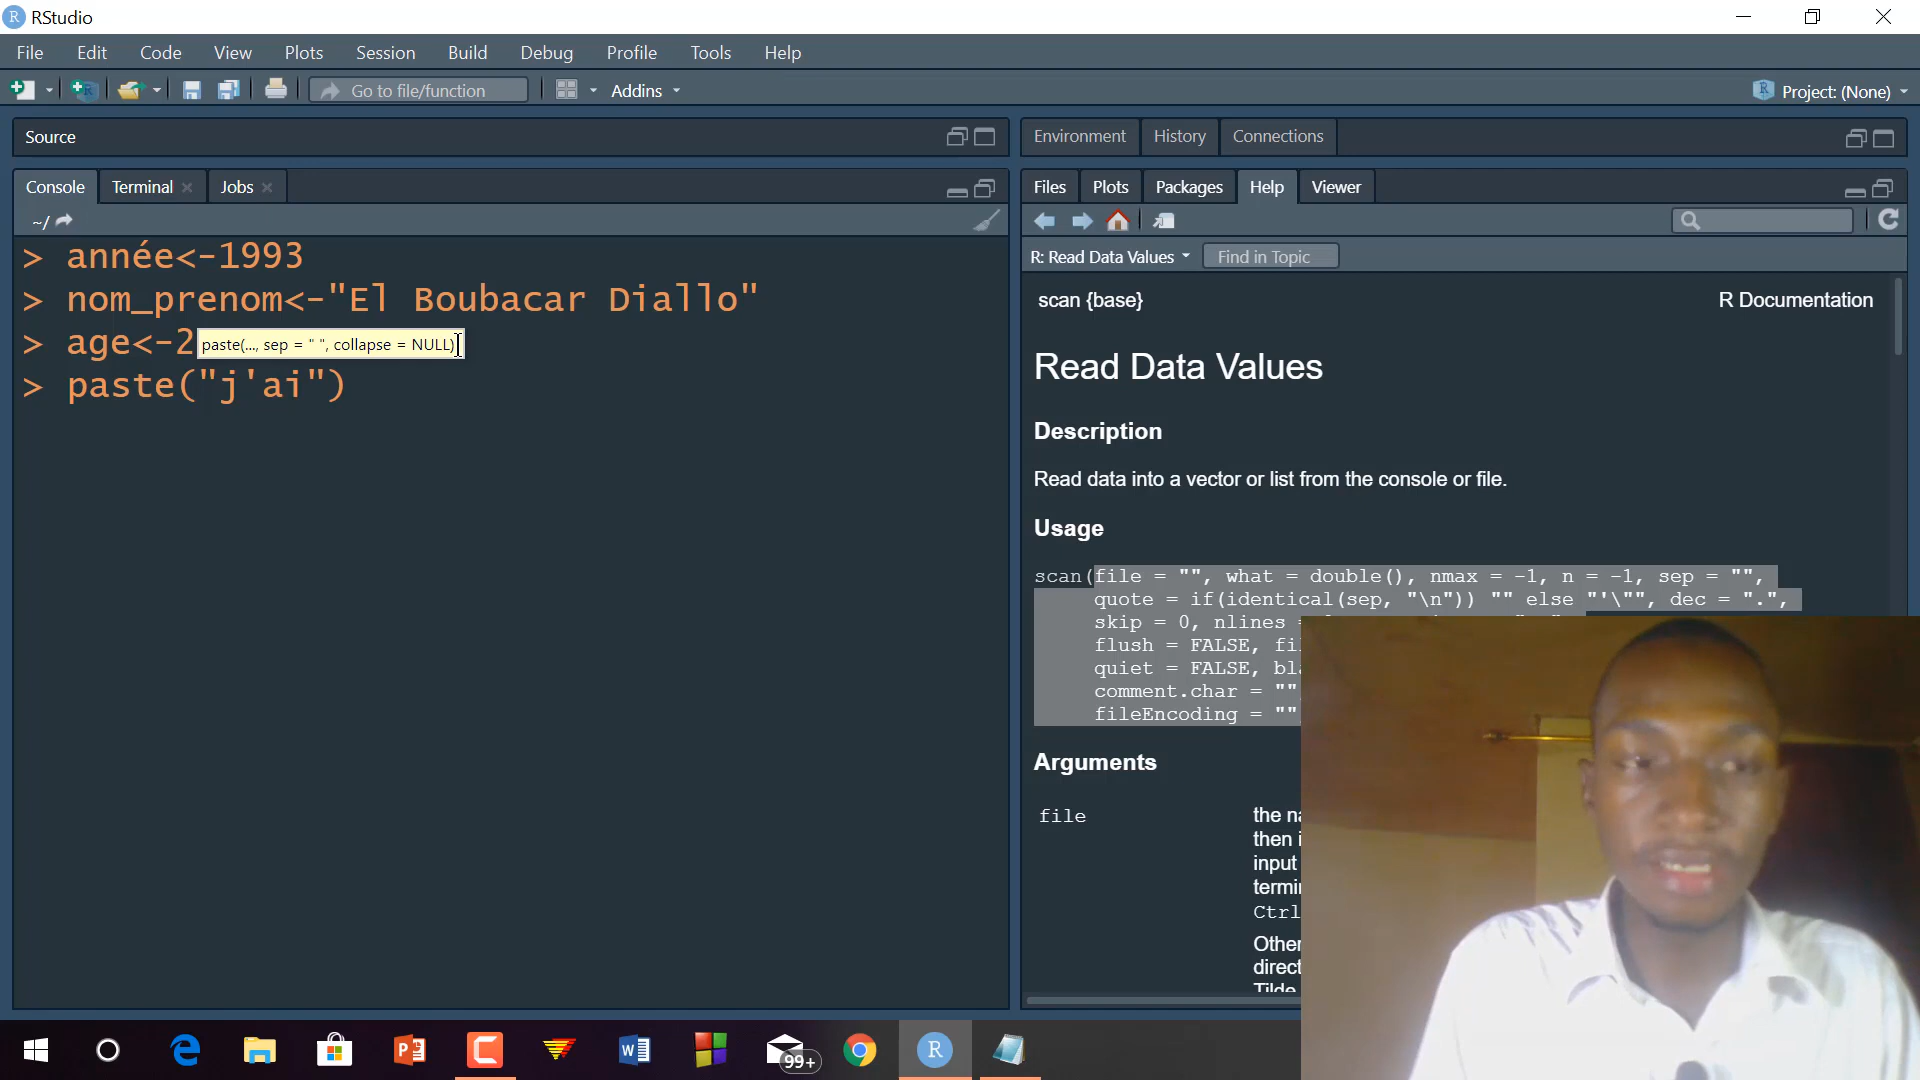 RStudio
File Edit Code View Plots Session Build Debug Profile Tools Help
Go to file/function Addins Project: (None)
Source
Console Terminal Jobs
~/
> année<-1993
> nom_prenom<-"El Boubacar Diallo"
> age<-2
paste(..., sep = " ", collapse = NULL)
> paste("j'ai")
Environment History Connections
Files Plots Packages Help Viewer
R: Read Data Values Find in Topic
scan {base} R Documentation
Read Data Values
Description
Read data into a vector or list from the console or file.
Usage
scan(file = "", what = double(), nmax = -1, n = -1, sep = "",
quote = if(identical(sep, "\n")) "" else "'\"", dec = ".",
skip = 0, nlines
flush = FALSE,
quiet = FALSE,
comment.char = ""
fileEncoding = ""
Arguments
file
the
then
input
Ctrl
Tilde
99+